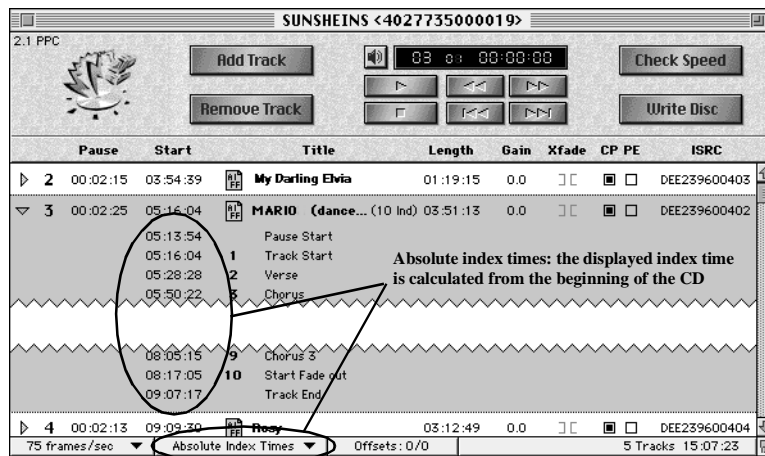 SUNSHEINS <4027735000019>
2.1 PPC
Add Track
03 01 00:00:00
Check Speed
Remove Track
Write Disc
Pause Start Title Length Gain Xfade CP PE ISRC
2 00:02:15 03:54:39 AIFF My Darling Elvia 01:19:15 0.0 DEE239600403
3 00:02:25 05:16:04 AIFF MARIO (dance... (10 Ind) 03:51:13 0.0 DEE239600402
05:13:54 Pause Start
05:16:04 1 Track Start
05:28:28 2 Verse
05:50:22 3 Chorus
Absolute index times: the displayed index time
is calculated from the beginning of the CD
08:05:15 9 Chorus 3
08:17:05 10 Start Fade out
09:07:17 Track End
4 00:02:13 09:09:30 AIFF Rosy 03:12:49 0.0 DEE239600404
75 frames/sec Absolute Index Times Offsets: 0/0 5 Tracks 15:07:23